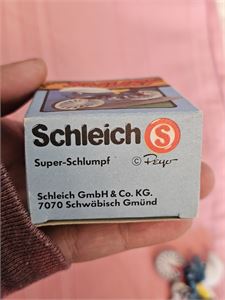 Schleich S
Super-Schlumpf © Peyo
Schleich GmbH & Co. KG.
7070 Schwäbisch Gmünd